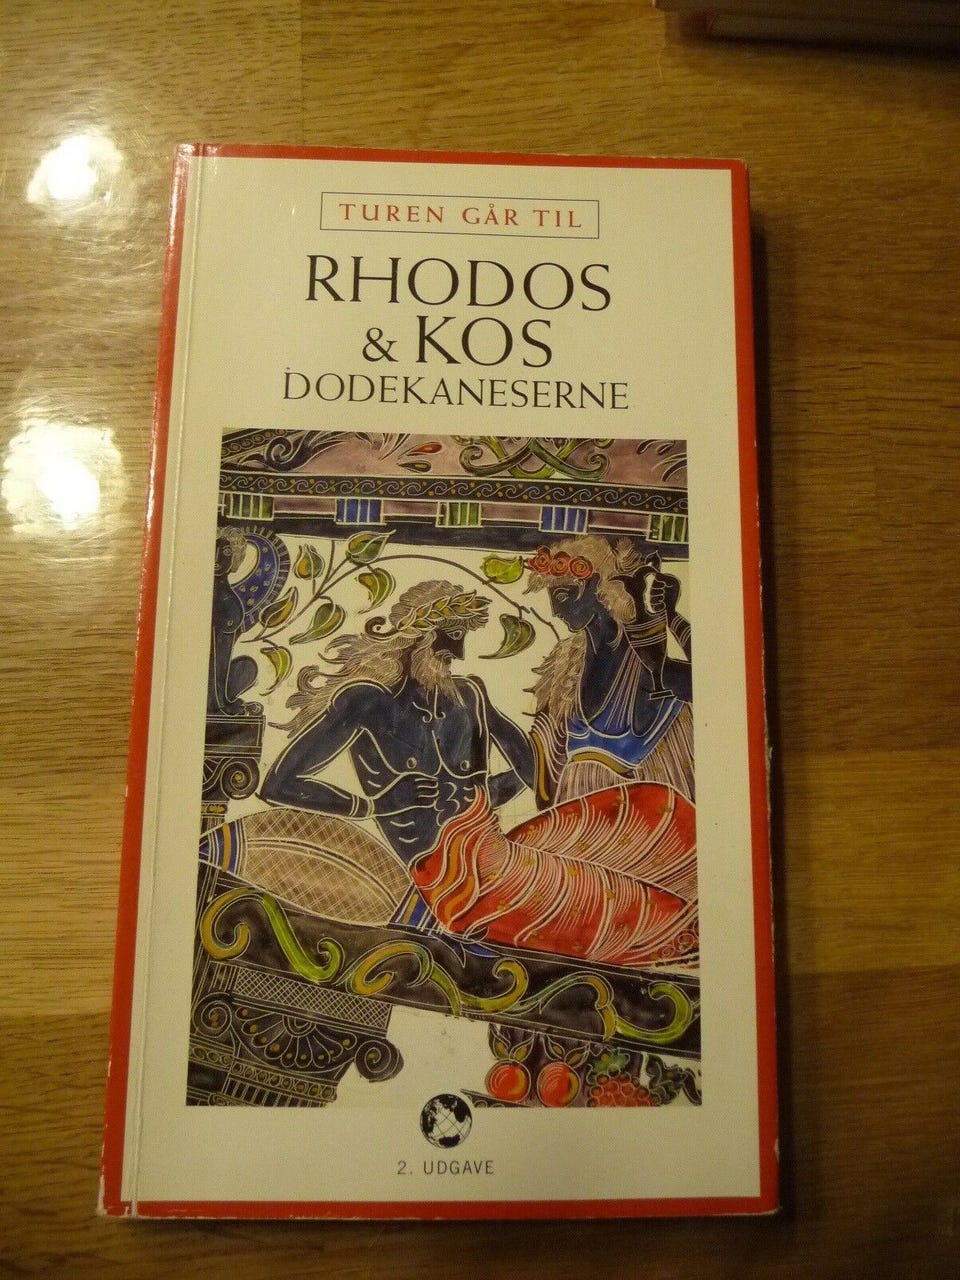 TUREN GÅR TIL
RHODOS
& KOS
DODEKANESERNE
2. UDGAVE